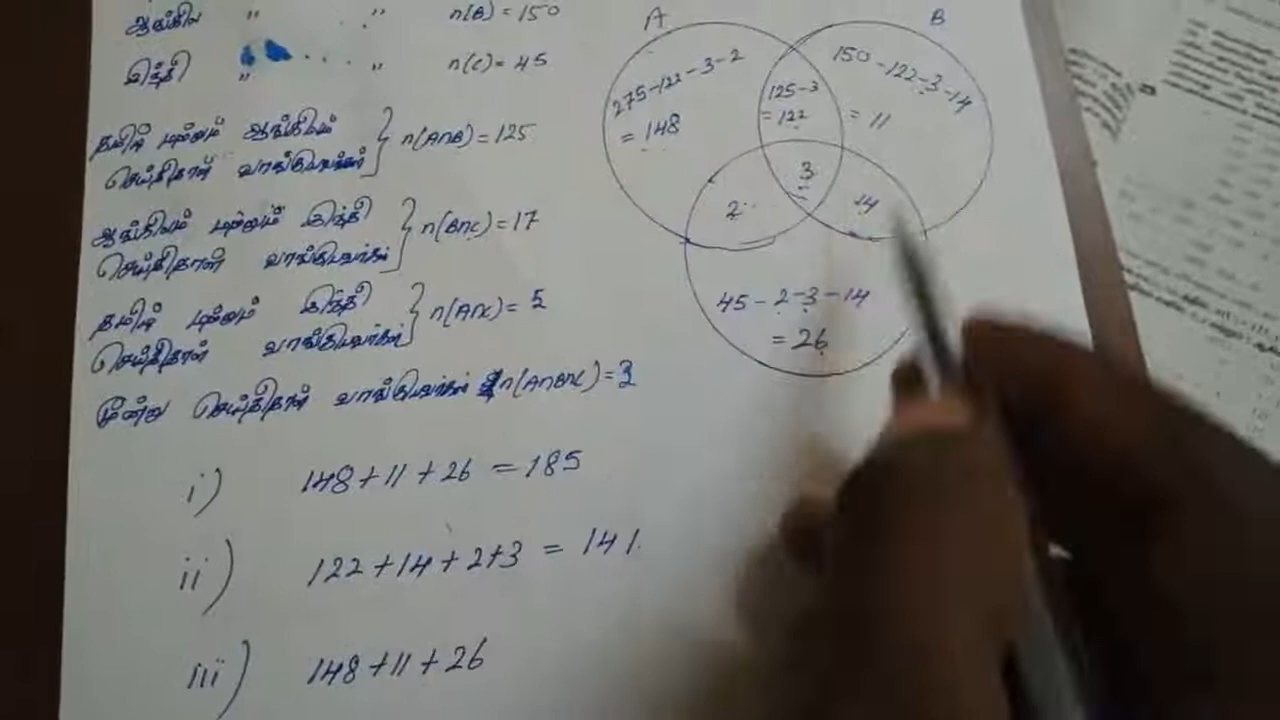 ஆங்கில " " n(B) = 150
இந்தி " " n(C) = 45
தமிழ் மற்றும் ஆங்கிலம்
செய்தித்தாள் வாங்குபவர்கள் } n(A∩B) = 125
ஆங்கிலம் மற்றும் இந்தி
செய்தித்தாள் வாங்குபவர்கள் } n(B∩C) = 17
தமிழ் மற்றும் இந்தி
செய்தித்தாள் வாங்குபவர்கள் } n(A∩C) = 5
மூன்று செய்தித்தாள் வாங்குபவர்கள் n(A∩B∩C) = 3
i) 148 + 11 + 26 = 185
ii) 122 + 14 + 2 + 3 = 141
iii) 148 + 11 + 26
A
B
275 - 122 - 3 - 2
= 148
125 - 3
= 122
150 - 122 - 3 - 14
= 11
3
2
14
45 - 2 - 3 - 14
= 26